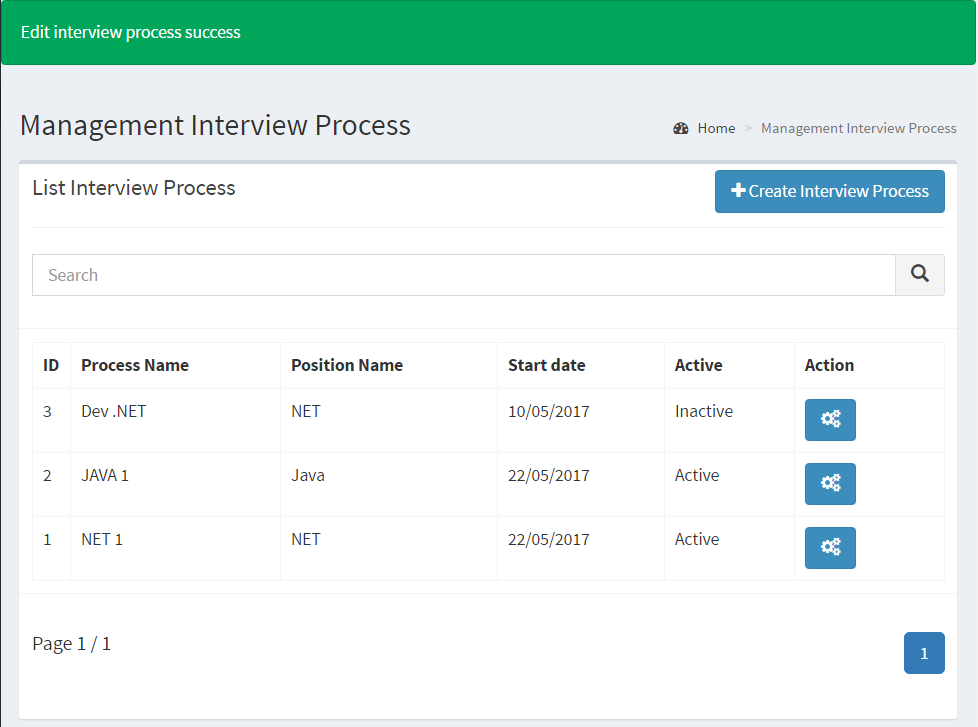 Edit interview process success
Management Interview Process
Home > Management Interview Process
List Interview Process
Create Interview Process
Search
ID Process Name Position Name Start date Active Action
3 Dev .NET NET 10/05/2017 Inactive
2 JAVA 1 Java 22/05/2017 Active
1 NET 1 NET 22/05/2017 Active
Page 1 / 1
1